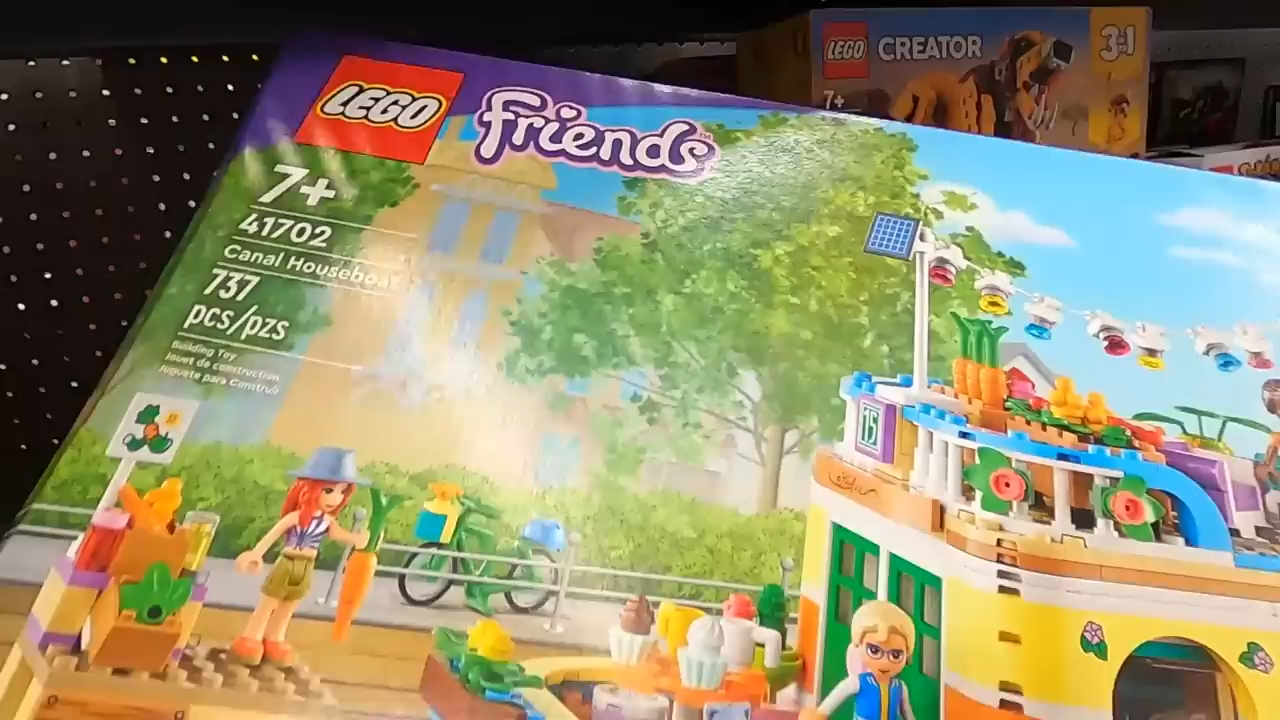 LEGO
Friends™
7+
41702
Canal Houseboat
737
pcs/pzs
Building Toy
Jouet de construction
Juguete para Construir
15
LEGO
CREATOR
3in1
7+